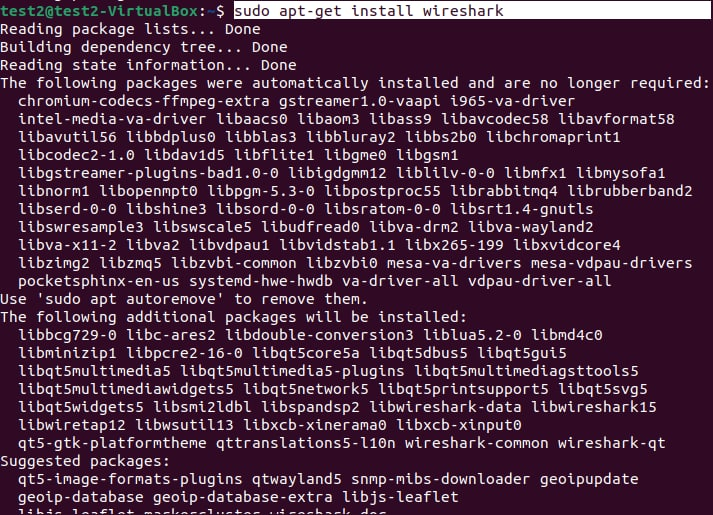 test2@test2-VirtualBox:~$ sudo apt-get install wireshark
Reading package lists... Done
Building dependency tree... Done
Reading state information... Done
The following packages were automatically installed and are no longer required:
  chromium-codecs-ffmpeg-extra gstreamer1.0-vaapi i965-va-driver
  intel-media-va-driver libaacs0 libaom3 libass9 libavcodec58 libavformat58
  libavutil56 libbdplus0 libblas3 libbluray2 libbs2b0 libchromaprint1
  libcodec2-1.0 libdav1d5 libflite1 libgme0 libgsm1
  libgstreamer-plugins-bad1.0-0 libigdgmm12 liblilv-0-0 libmfx1 libmysofa1
  libnorm1 libopenmpt0 libpgm-5.3-0 libpostproc55 librabbitmq4 librubberband2
  libserd-0-0 libshine3 libsord-0-0 libsratom-0-0 libsrt1.4-gnutls
  libswresample3 libswscale5 libudfread0 libva-drm2 libva-wayland2
  libva-x11-2 libva2 libvdpau1 libvidstab1.1 libx265-199 libxvidcore4
  libzimg2 libzmq5 libzvbi-common libzvbi0 mesa-va-drivers mesa-vdpau-drivers
  pocketsphinx-en-us systemd-hwe-hwdb va-driver-all vdpau-driver-all
Use 'sudo apt autoremove' to remove them.
The following additional packages will be installed:
  libbcg729-0 libc-ares2 libdouble-conversion3 liblua5.2-0 libmd4c0
  libminizip1 libpcre2-16-0 libqt5core5a libqt5dbus5 libqt5gui5
  libqt5multimedia5 libqt5multimedia5-plugins libqt5multimediagsttools5
  libqt5multimediawidgets5 libqt5network5 libqt5printsupport5 libqt5svg5
  libqt5widgets5 libsmi2ldbl libspandsp2 libwireshark-data libwireshark15
  libwiretap12 libwsutil13 libxcb-xinerama0 libxcb-xinput0
  qt5-gtk-platformtheme qttranslations5-l10n wireshark-common wireshark-qt
Suggested packages:
  qt5-image-formats-plugins qtwayland5 snmp-mibs-downloader geoipupdate
  geoip-database geoip-database-extra libjs-leaflet
  libjs-leaflet.markercluster wireshark-doc